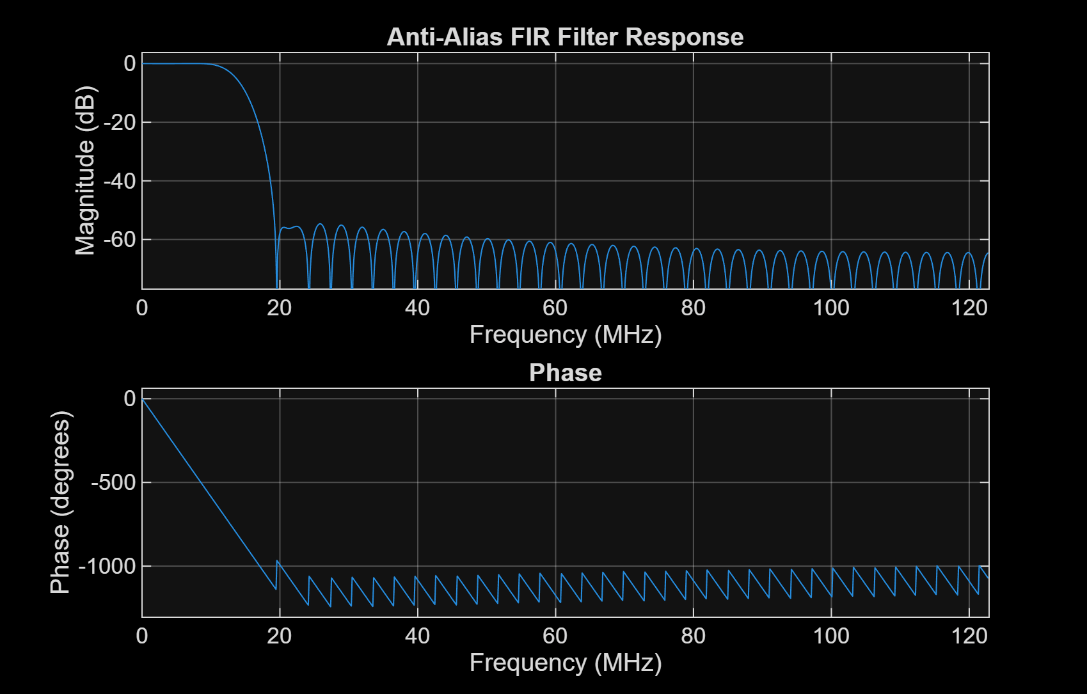 Anti-Alias FIR Filter Response
Magnitude (dB)
0
-20
-40
-60
0 20 40 60 80 100 120
Frequency (MHz)
Phase
Phase (degrees)
0
-500
-1000
0 20 40 60 80 100 120
Frequency (MHz)